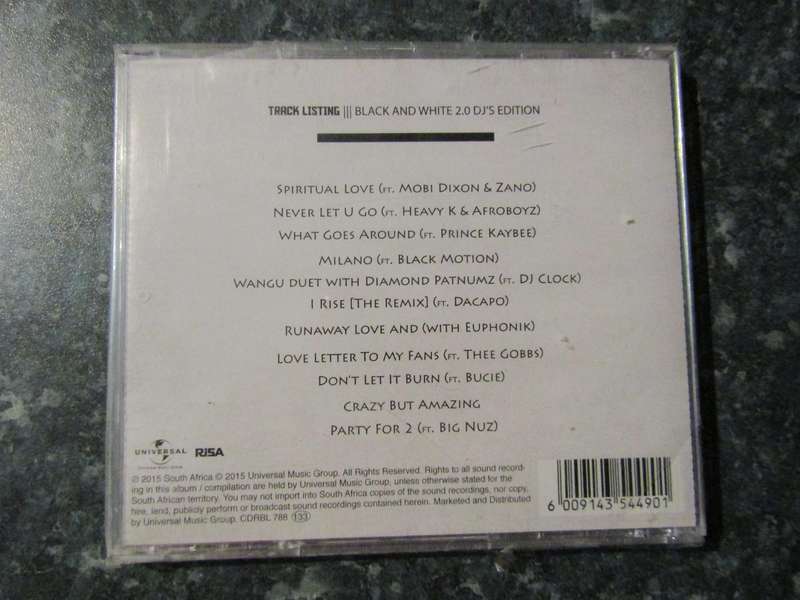 TRACK LISTING ||| BLACK AND WHITE 2.0 DJ'S EDITION
SPIRITUAL LOVE (FT. MOBI DIXON & ZANO)
NEVER LET U GO (FT. HEAVY K & AFROBOYZ)
WHAT GOES AROUND (FT. PRINCE KAYBEE)
MILANO (FT. BLACK MOTION)
WANGU DUET WITH DIAMOND PATNUMZ (FT. DJ CLOCK)
I RISE [THE REMIX] (FT. DACAPO)
RUNAWAY LOVE AND (WITH EUPHONIK)
LOVE LETTER TO MY FANS (FT. THEE GOBBS)
DON'T LET IT BURN (FT. BUCIE)
CRAZY BUT AMAZING
PARTY FOR 2 (FT. BIG NUZ)
UNIVERSAL RISA
℗ 2015 South Africa © 2015 Universal Music Group. All Rights Reserved. Rights to all sound record-
ing in this album / compilation are held by Universal Music Group, unless otherwise stated for the
South African territory. You may not import into South Africa copies of the sound recordings, nor copy,
hire, lend, publicly perform or broadcast sound recordings contained herein. Marketed and Distributed
by Universal Music Group. CDRBL 788 (133)
6 009143 544901